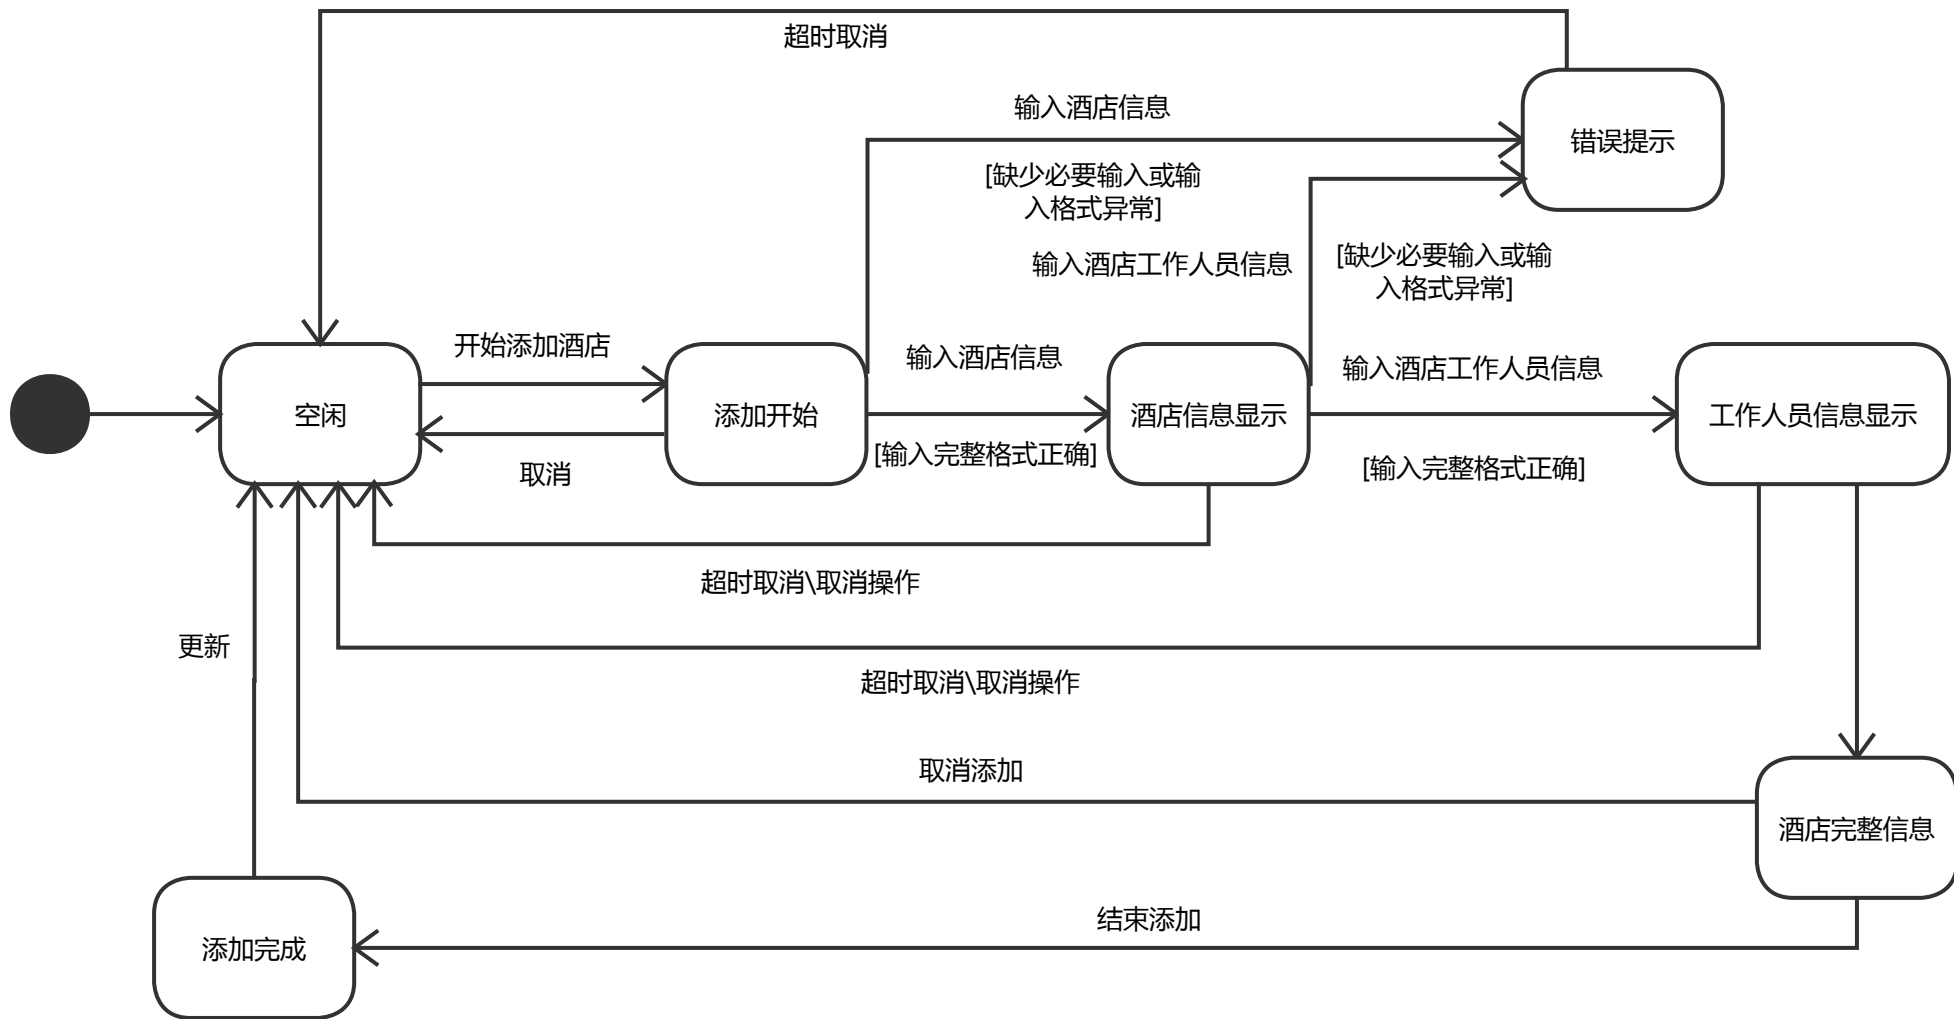 超时取消
输入酒店信息
错误提示
[缺少必要输入或输
入格式异常]
输入酒店工作人员信息
[缺少必要输入或输
入格式异常]
开始添加酒店
输入酒店信息
输入酒店工作人员信息
空闲
添加开始
酒店信息显示
工作人员信息显示
取消
[输入完整格式正确]
[输入完整格式正确]
超时取消\取消操作
更新
超时取消\取消操作
取消添加
酒店完整信息
结束添加
添加完成